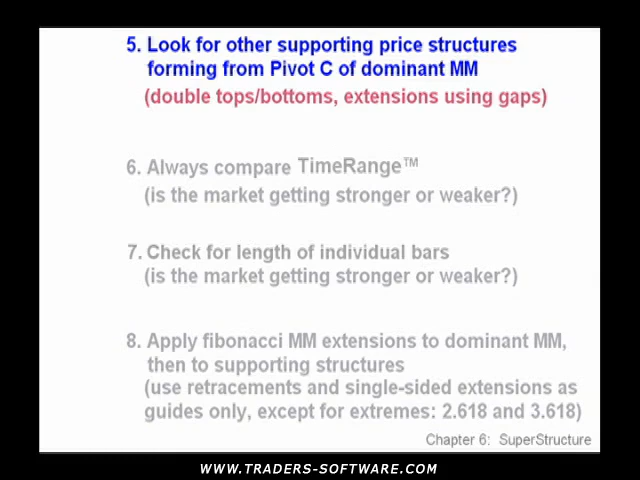 5. Look for other supporting price structures
forming from Pivot C of dominant MM
(double tops/bottoms, extensions using gaps)
6. Always compare TimeRange™
(is the market getting stronger or weaker?)
7. Check for length of individual bars
(is the market getting stronger or weaker?)
8. Apply fibonacci MM extensions to dominant MM,
then to supporting structures
(use retracements and single-sided extensions as
guides only, except for extremes: 2.618 and 3.618)
Chapter 6: SuperStructure
WWW.TRADERS-SOFTWARE.COM